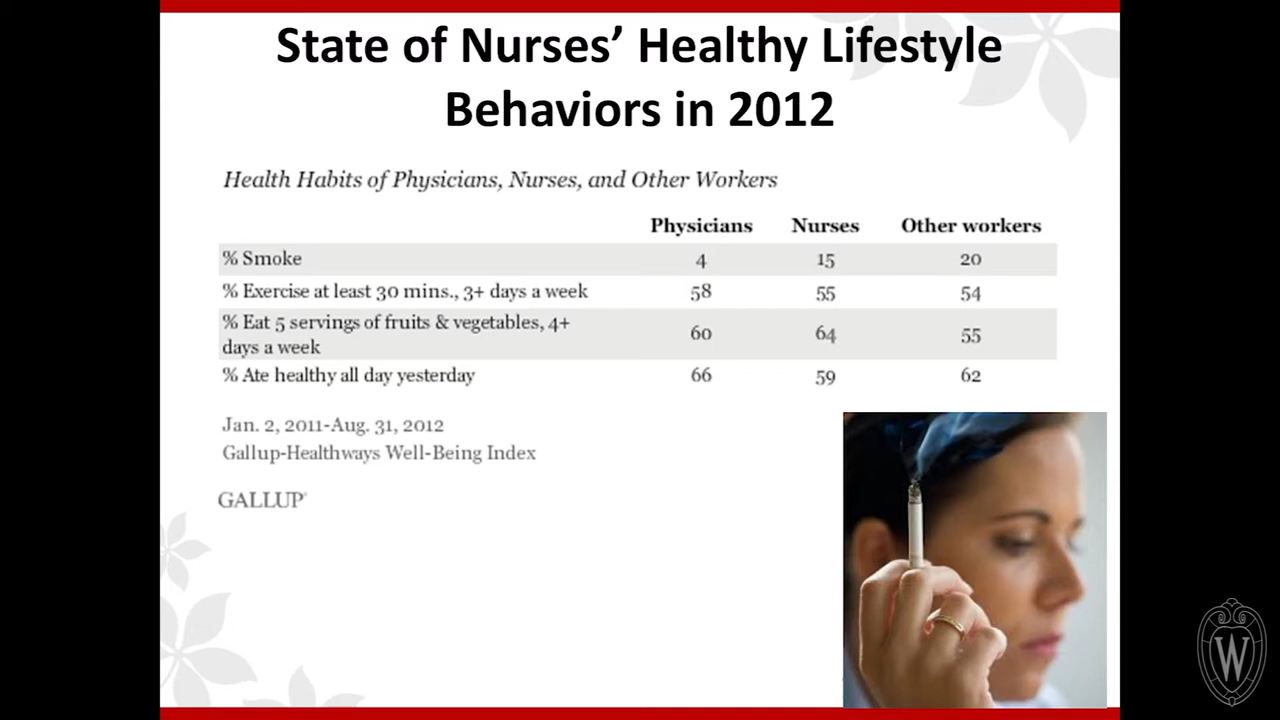 State of Nurses’ Healthy Lifestyle
Behaviors in 2012
Health Habits of Physicians, Nurses, and Other Workers
Physicians Nurses Other workers
% Smoke 4 15 20
% Exercise at least 30 mins., 3+ days a week 58 55 54
% Eat 5 servings of fruits & vegetables, 4+
days a week 60 64 55
% Ate healthy all day yesterday 66 59 62
Jan. 2, 2011-Aug. 31, 2012
Gallup-Healthways Well-Being Index
GALLUP®
W